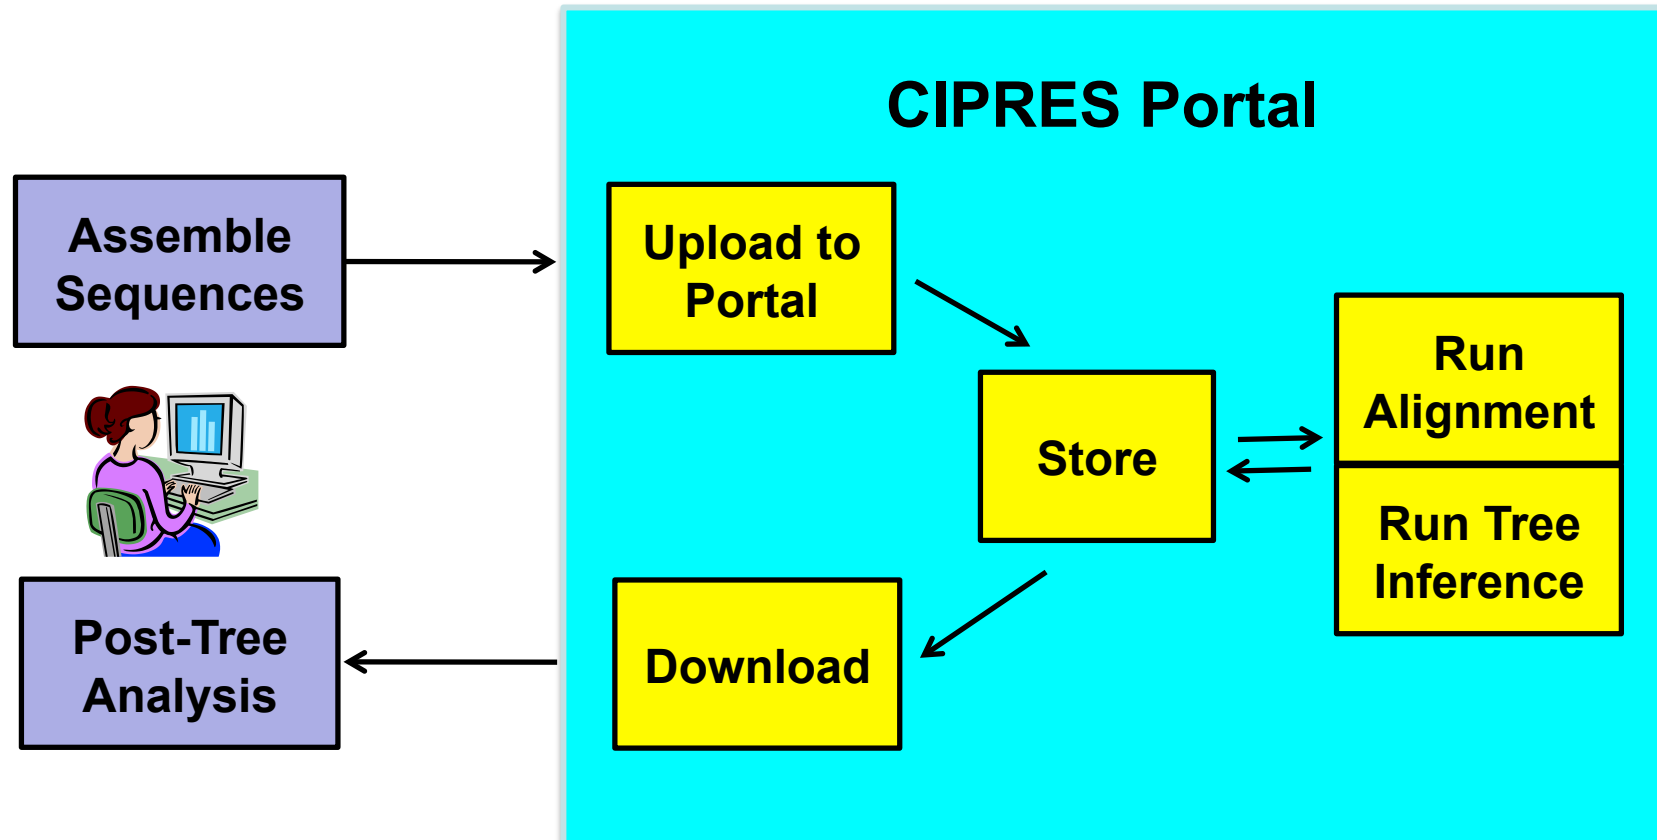 CIPRES Portal
Assemble
Sequences
Upload to
Portal
Store
Run
Alignment
Run Tree
Inference
Download
Post-Tree
Analysis